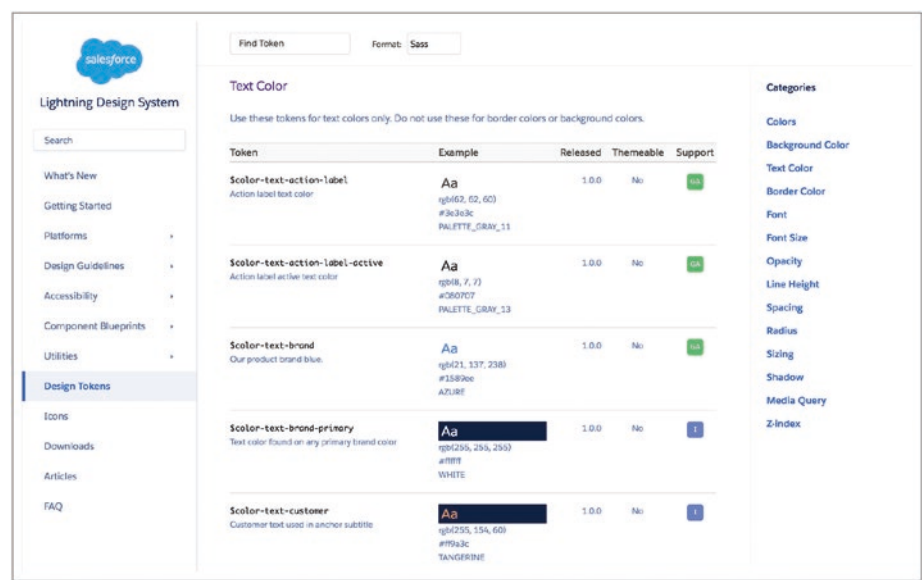 salesforce
Lightning Design System
Search
What's New
Getting Started
Platforms
Design Guidelines
Accessibility
Component Blueprints
Utilities
Design Tokens
Icons
Downloads
Articles
FAQ
Find Token
Format: Sass
Text Color
Use these tokens for text colors only. Do not use these for border colors or background colors.
Token Example Released Themeable Support
$color-text-action-label Aa 1.0.0 No GA
Action label text color
rgb(62, 62, 60)
#3e3e3c
PALETTE_GRAY_11
$color-text-action-label-active Aa 1.0.0 No GA
Action label active text color
rgb(8, 7, 7)
#080707
PALETTE_GRAY_13
$color-text-brand Aa 1.0.0 No GA
Our product brand blue.
rgb(21, 137, 238)
#1589ee
AZURE
$color-text-brand-primary Aa 1.0.0 No I
Text color found on any primary brand color
rgb(255, 255, 255)
#ffffff
WHITE
$color-text-customer Aa 1.0.0 No I
Customer text used in anchor subtitle
rgb(255, 154, 60)
#ff9a3c
TANGERINE
Categories
Colors
Background Color
Text Color
Border Color
Font
Font Size
Opacity
Line Height
Spacing
Radius
Sizing
Shadow
Media Query
Z-Index